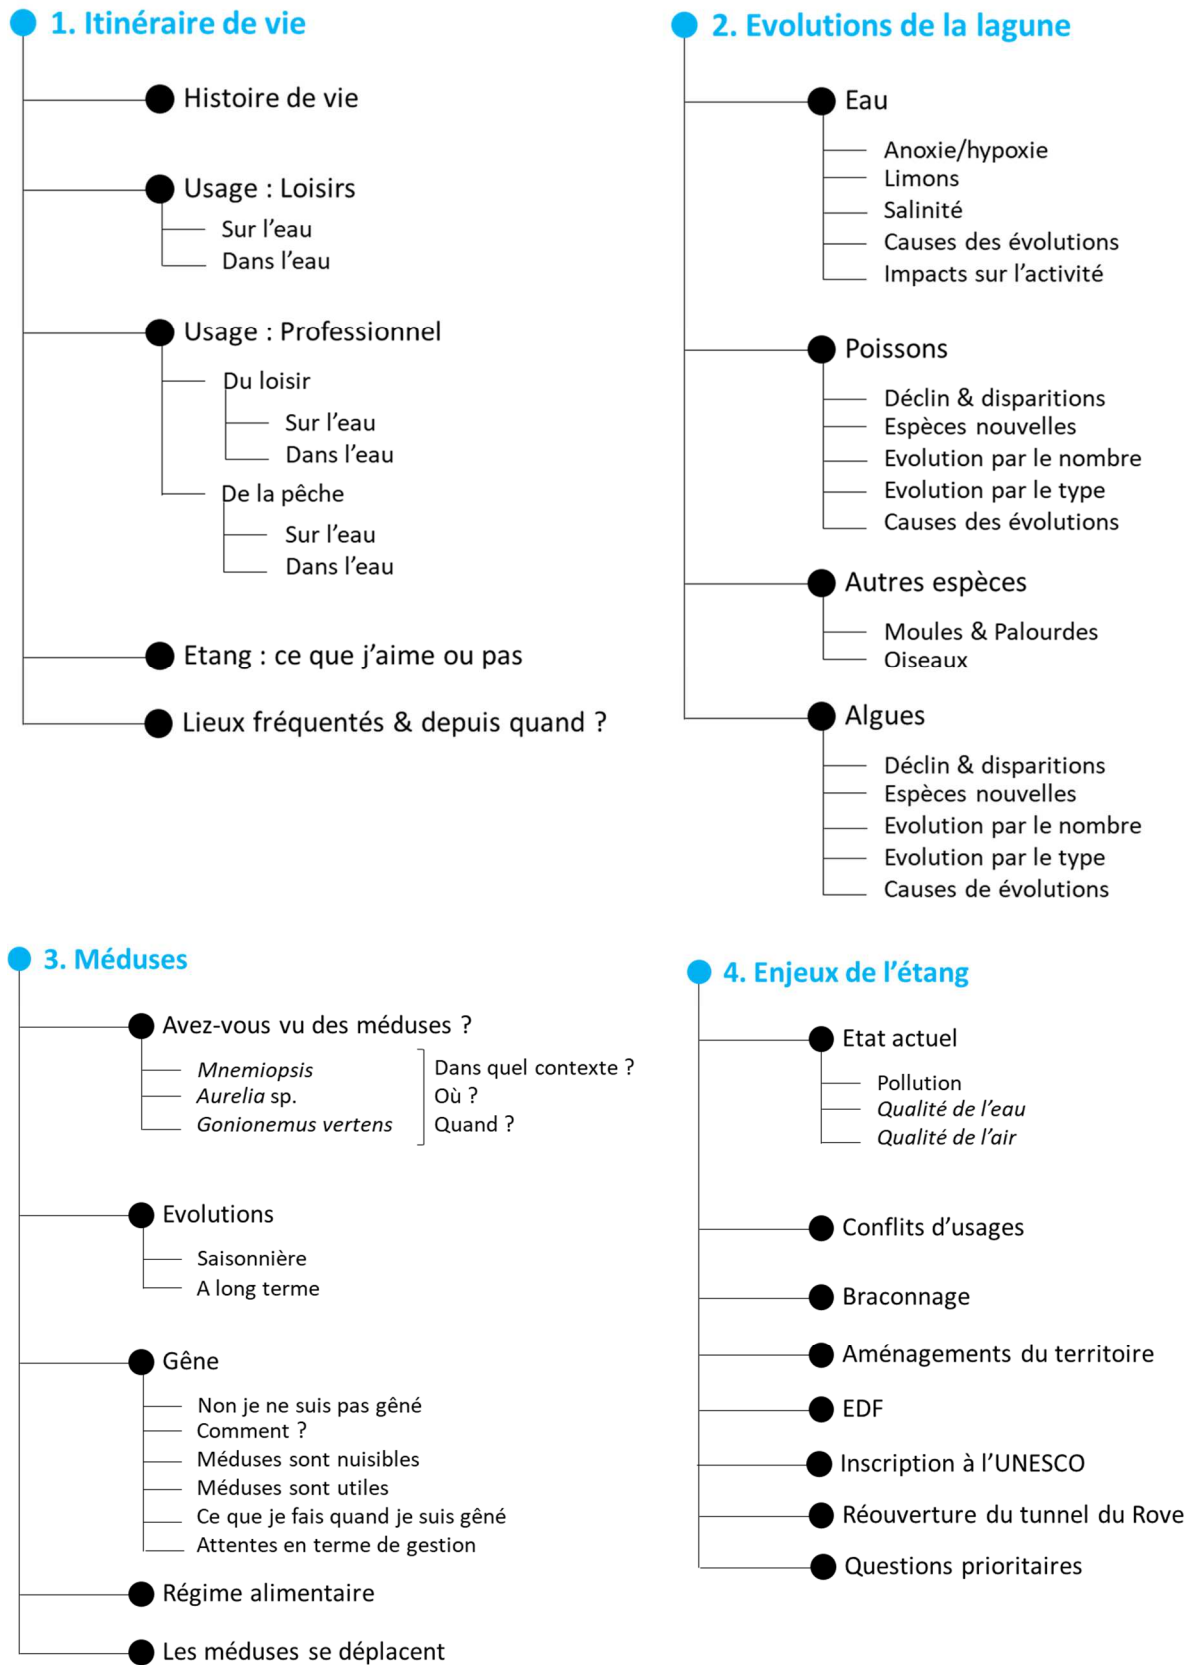 1. Itinéraire de vie
Histoire de vie
Usage : Loisirs
Sur l'eau
Dans l'eau
Usage : Professionnel
Du loisir
Sur l'eau
Dans l'eau
De la pêche
Sur l'eau
Dans l'eau
Etang : ce que j'aime ou pas
Lieux fréquentés & depuis quand ?
2. Evolutions de la lagune
Eau
Anoxie/hypoxie
Limons
Salinité
Causes des évolutions
Impacts sur l'activité
Poissons
Déclin & disparitions
Espèces nouvelles
Evolution par le nombre
Evolution par le type
Causes des évolutions
Autres espèces
Moules & Palourdes
Oiseaux
Algues
Déclin & disparitions
Espèces nouvelles
Evolution par le nombre
Evolution par le type
Causes de évolutions
3. Méduses
Avez-vous vu des méduses ?
Mnemiopsis
Aurelia sp.
Gonionemus vertens
Dans quel contexte ?
Où ?
Quand ?
Evolutions
Saisonnière
A long terme
Gêne
Non je ne suis pas gêné
Comment ?
Méduses sont nuisibles
Méduses sont utiles
Ce que je fais quand je suis gêné
Attentes en terme de gestion
Régime alimentaire
Les méduses se déplacent
4. Enjeux de l'étang
Etat actuel
Pollution
Qualité de l'eau
Qualité de l'air
Conflits d'usages
Braconnage
Aménagements du territoire
EDF
Inscription à l'UNESCO
Réouverture du tunnel du Rove
Questions prioritaires